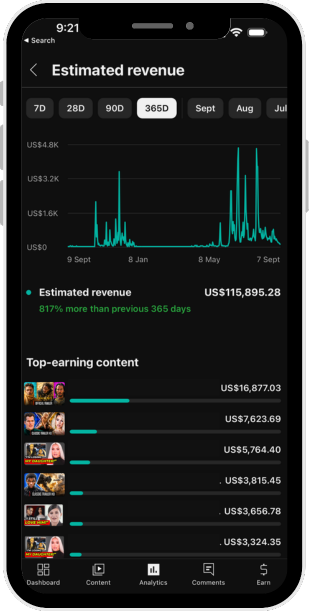 9:21
Search
Estimated revenue
7D 28D 90D 365D Sept Aug Jul
US$4.8K
US$3.2K
US$1.6K
US$0
9 Sept 8 Jan 8 May 7 Sept
Estimated revenue US$115,895.28
817% more than previous 365 days
Top-earning content
US$16,877.03
US$7,623.69
US$5,764.40
US$3,815.45
US$3,656.78
US$3,324.35
Dashboard Content Analytics Comments Earn